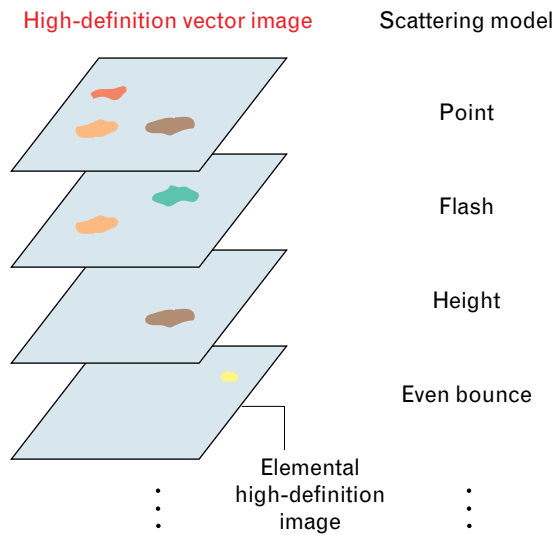 High-definition vector image
Scattering model
Point
Flash
Height
Even bounce
Elemental
high-definition
image